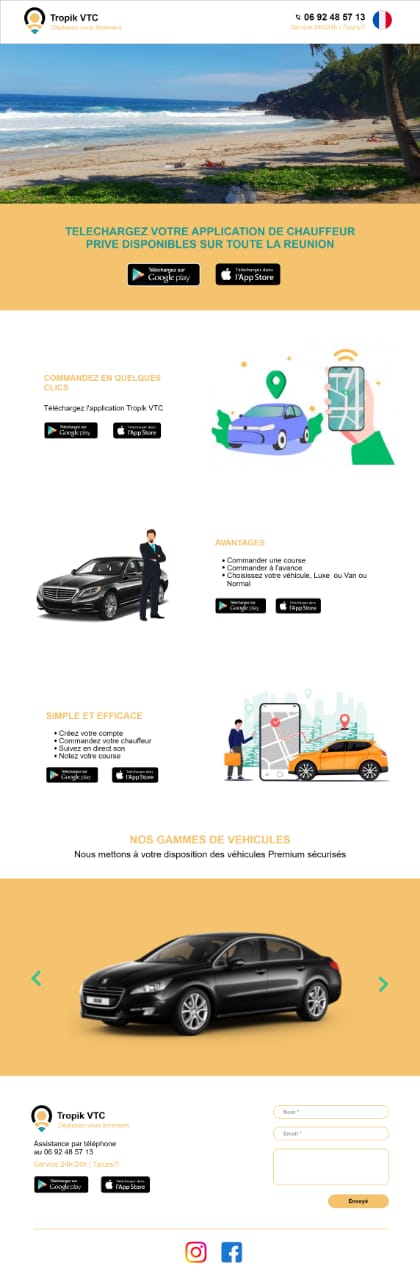 Tropik VTC
Déplacez-vous librement
06 92 48 57 13
Service 24h/24h | 7jours/7
TELECHARGEZ VOTRE APPLICATION DE CHAUFFEUR
PRIVE DISPONIBLES SUR TOUTE LA REUNION
Téléchargez sur
Google play
Télécharger dans
l'App Store
COMMANDEZ EN QUELQUES
CLICS
Téléchargez l'application Tropik VTC
Téléchargez sur
Google play
Télécharger dans
l'App Store
AVANTAGES
• Commander une course
• Commander à l'avance
• Choisissez votre véhicule, Luxe ou Van ou
Normal
Téléchargez sur
Google play
Télécharger dans
l'App Store
SIMPLE ET EFFICACE
• Créez votre compte
• Commandez votre chauffeur
• Suivez en direct son
• Notez votre course
Téléchargez sur
Google play
Télécharger dans
l'App Store
NOS GAMMES DE VEHICULES
Nous mettons à votre disposition des véhicules Premium sécurisés
Tropik VTC
Déplacez-vous librement
Assistance par téléphone
au 06 92 48 57 13
Service 24h/24h | 7jours/7
Téléchargez sur
Google play
Télécharger dans
l'App Store
Nom *
Email *
Envoyé